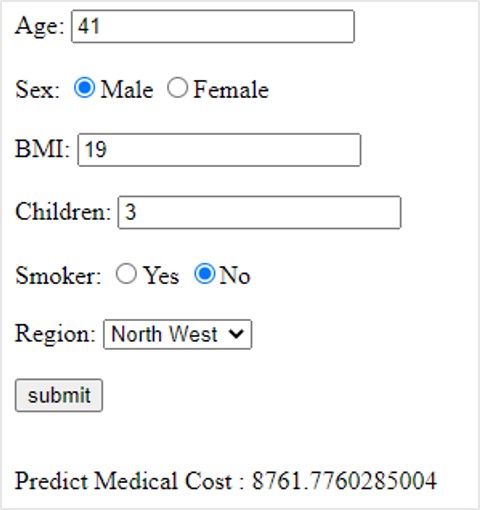 Age: 41
Sex: Male Female
BMI: 19
Children: 3
Smoker: Yes No
Region: North West
submit
Predict Medical Cost : 8761.7760285004